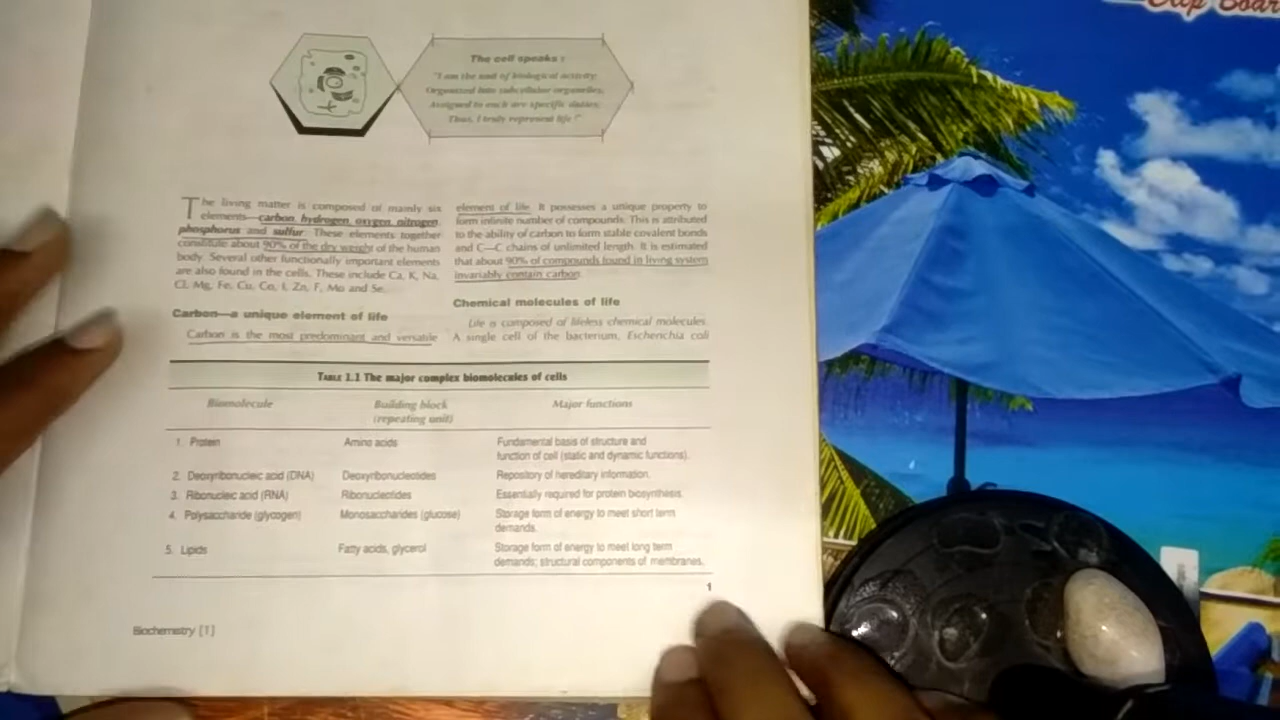 Clip Boar
The cell speaks :
"I am the unit of biological activity;
Organized into subcellular organelles;
Assigned to each are specific duties;
Thus, I truly represent life !"
The living matter is composed of mainly six
elements—carbon, hydrogen, oxygen, nitrogen,
phosphorus and sulfur. These elements together
constitute about 90% of the dry weight of the human
body. Several other functionally important elements
are also found in the cells. These include Ca, K, Na,
Cl, Mg, Fe, Cu, Co, I, Zn, F, Mo and Se.
Carbon—a unique element of life
Carbon is the most predominant and versatile
element of life. It possesses a unique property to
form infinite number of compounds. This is attributed
to the ability of carbon to form stable covalent bonds
and C—C chains of unlimited length. It is estimated
that about 90% of compounds found in living system
invariably contain carbon.
Chemical molecules of life
Life is composed of lifeless chemical molecules.
A single cell of the bacterium, Escherichia coli
TABLE 1.1 The major complex biomolecules of cells
Biomolecule Building block Major functions
(repeating unit)
1. Protein Amino acids Fundamental basis of structure and
function of cell (static and dynamic functions).
2. Deoxyribonucleic acid (DNA) Deoxyribonucleotides Repository of hereditary information.
3. Ribonucleic acid (RNA) Ribonucleotides Essentially required for protein biosynthesis.
4. Polysaccharide (glycogen) Monosaccharides (glucose) Storage form of energy to meet short term
demands.
5. Lipids Fatty acids, glycerol Storage form of energy to meet long term
demands; structural components of membranes.
1
Biochemistry [1]